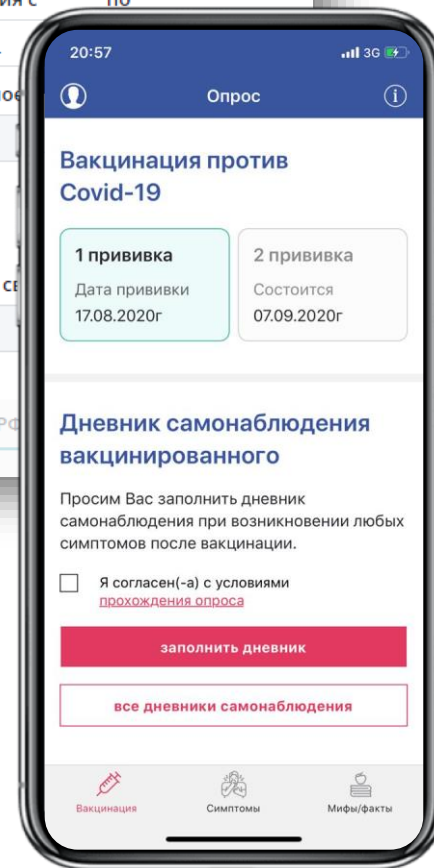 ия с по
20:57 3G
Опрос
Вакцинация против
Covid-19
1 прививка
Дата прививки
17.08.2020г
2 прививка
Состоится
07.09.2020г
Дневник самонаблюдения
вакцинированного
Просим Вас заполнить дневник
самонаблюдения при возникновении любых
симптомов после вакцинации.
Я согласен(-а) с условиями
прохождения опроса
заполнить дневник
все дневники самонаблюдения
Вакцинация
Симптомы
Мифы/факты